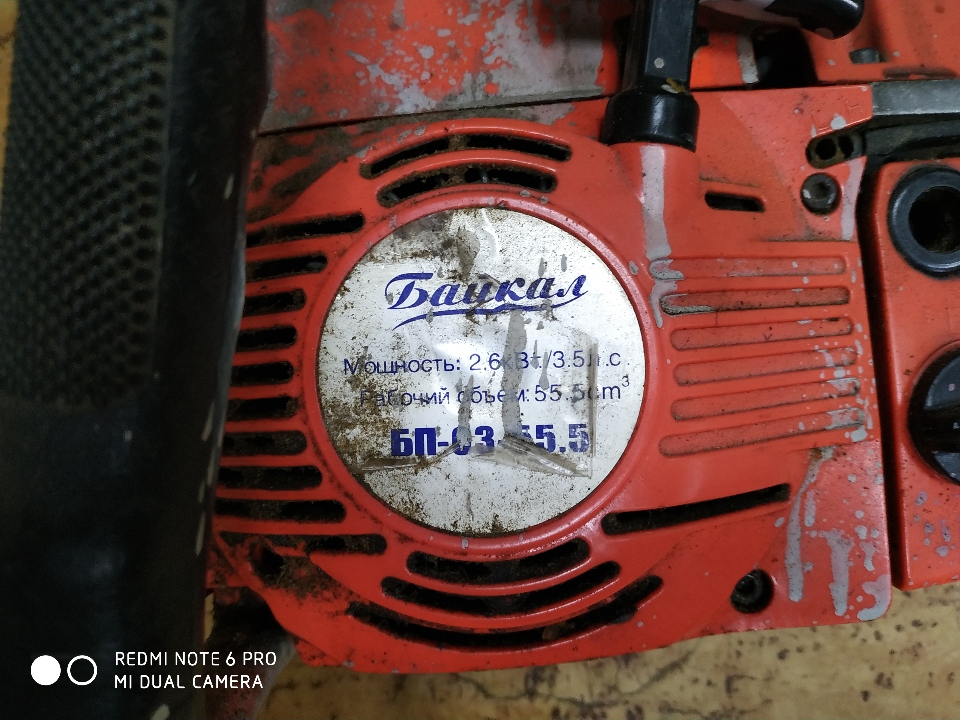 Байкал
Мощность: 2.6кВт/3.5л.с.
Рабочий объем: 55.5cm³
БП-03-55.5
REDMI NOTE 6 PRO
MI DUAL CAMERA